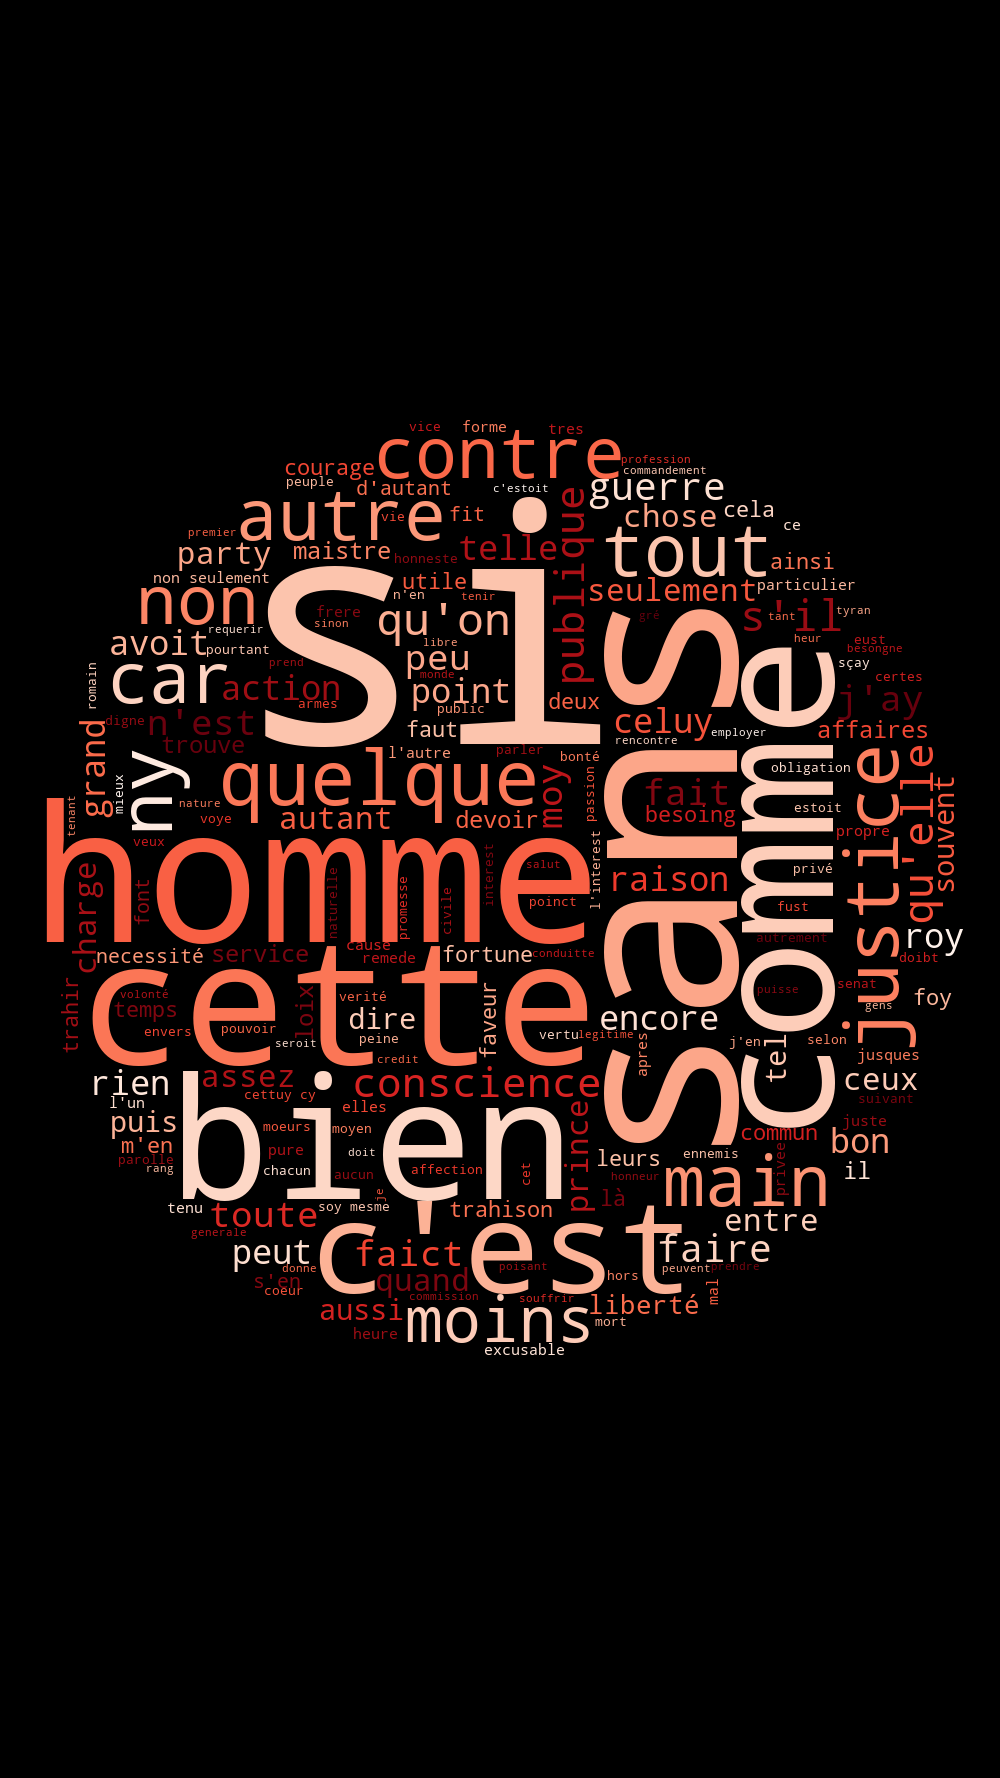 vice
forme
tres
contre
courage
profession
commandement
peuple
d'autant
c'estoit
guerre
autre
vie
fit
publique
chose
cela
ce
premier
party
maistre
honneste
telle
tout
ainsi
non seulement
non
si
utile
n'en
tenir
seulement
particulier
frere
sinon
qu'on
gré
s'il
tant
tyran
requerir
avoit
pourtant
libre
heur
eust
besongne
romain
car
prend
peu
monde
sans
comme
sçay
certes
action
armes
point
public
deux
j'ay
digne
n'est
trouve
grand
faut
celuy
employer
rencontre
affaires
l'autre
parler
bonté
ny
mieux
quelque
moy
passion
obligation
justice
qu'elle
souvent
tenant
nature
voye
autant
devoir
fait
besoing
estoit
propre
veux
homme
l'interest
interest
salut
privé
charge
font
naturelle
promesse
civile
poinct
raison
fust
necessité
service
cause
remede
fortune
conduitte
autrement
roy
doibt
cette
trahir
volonté
temps
loix
verité
faveur
puisse
senat
gens
foy
envers
pouvoir
seroit
dire
peine
vertu
legitime
encore
apres
j'en
tel
selon
jusques
credit
rien
assez
conscience
ceux
suivant
l'un
cettuy cy
elles
bien
prince
puis
moeurs
moyen
commun
juste
m'en
parolle
rang
pure
doit
leurs
ennemis
bon
chacun
aucun
affection
cet
honneur
main
privee
il
tenu
toute
soy mesme
je
trahison
là
entre
generale
peut
c'est
faict
faire
s'en
donne
coeur
quand
poisant
hors
peuvent
prendre
mal
commission
souffrir
liberté
aussi
moins
mort
heure
excusable